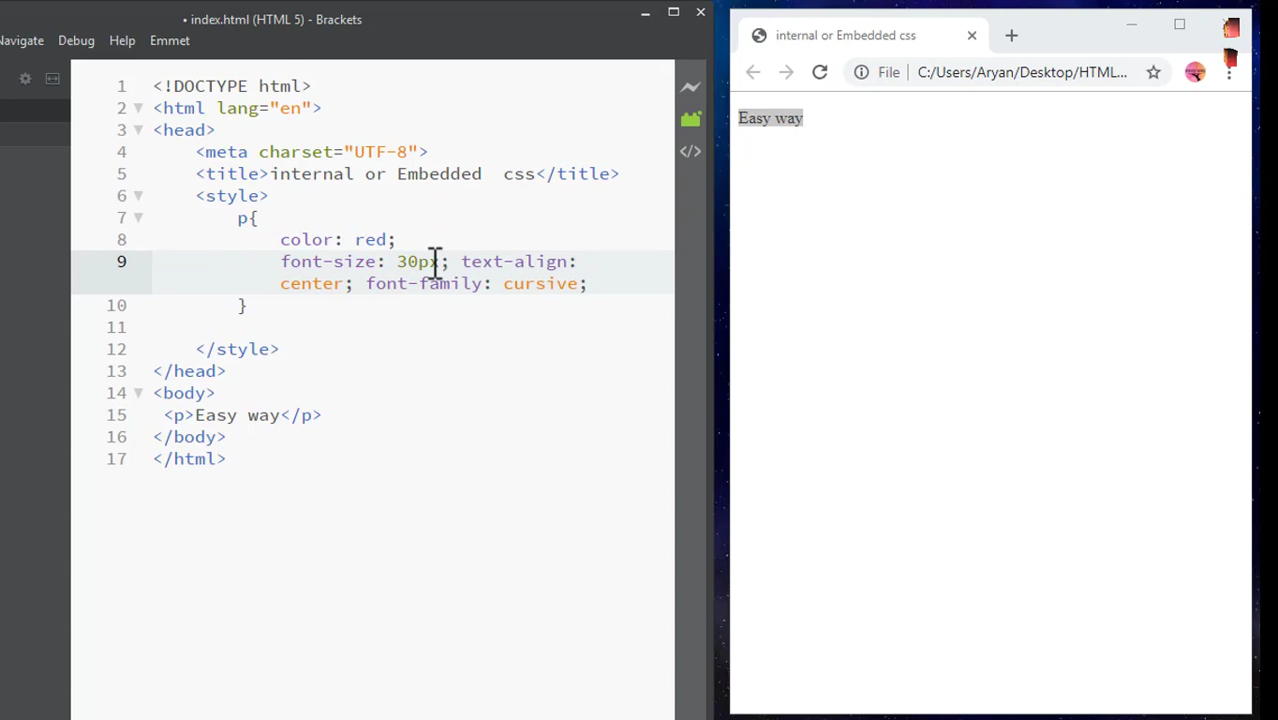 • index.html (HTML 5) - Brackets
Navigate Debug Help Emmet
1 <!DOCTYPE html>
2 <html lang="en">
3 <head>
4 <meta charset="UTF-8">
5 <title>internal or Embedded  css</title>
6 <style>
7 p{
8 color: red;
9 font-size: 30px; text-align:
center; font-family: cursive;
10 }
11
12 </style>
13 </head>
14 <body>
15 <p>Easy way</p>
16 </body>
17 </html>
internal or Embedded css
File C:/Users/Aryan/Desktop/HTML...
Easy way